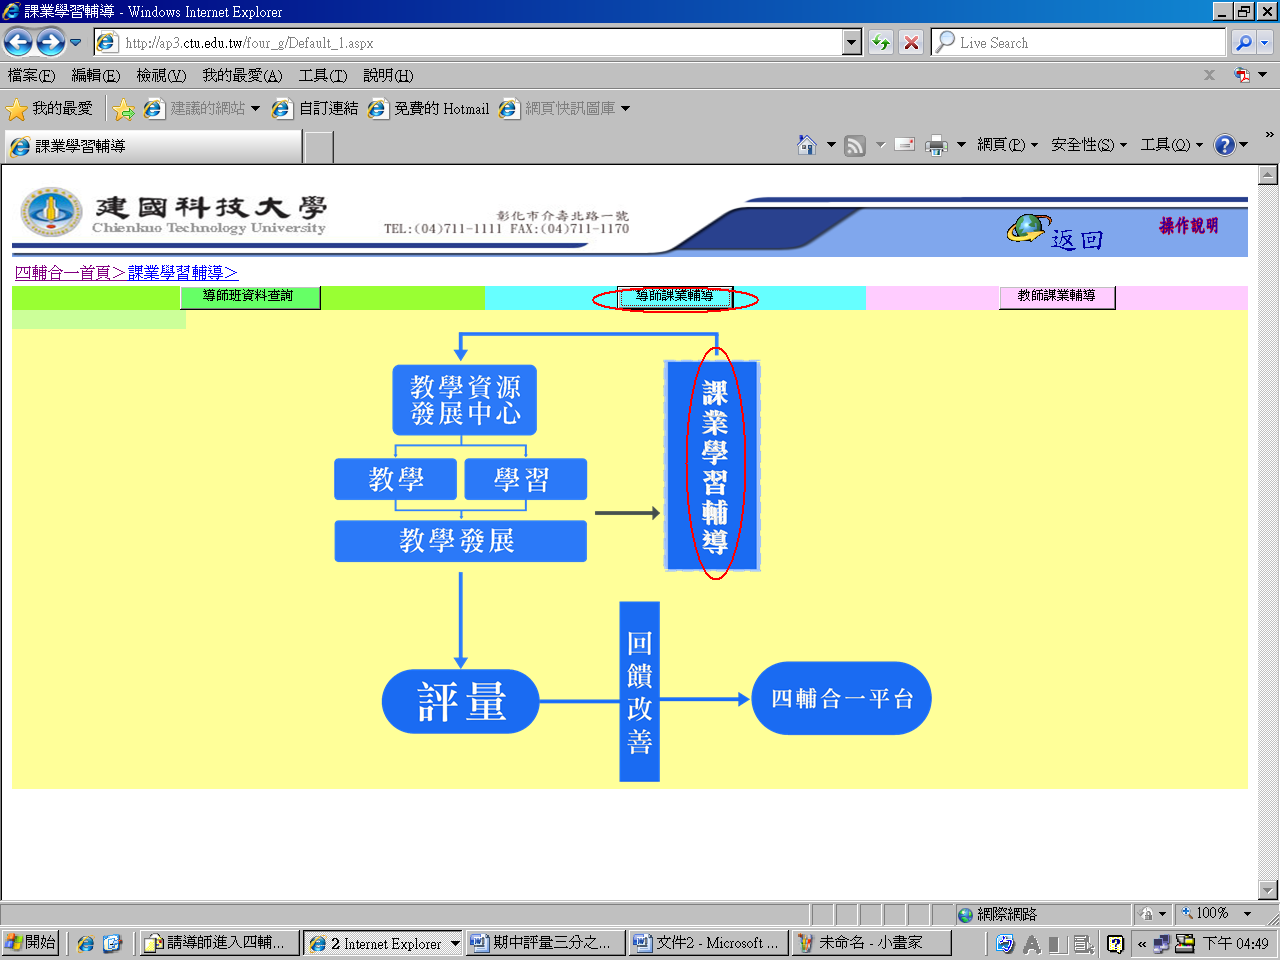 課業學習輔導 - Windows Internet Explorer
http://ap3.ctu.edu.tw/four_g/Default_1.aspx
Live Search
檔案(F) 編輯(E) 檢視(V) 我的最愛(A) 工具(T) 說明(H)
我的最愛 建議的網站 自訂連結 免費的 Hotmail 網頁快訊圖庫
課業學習輔導
網頁(P) 安全性(S) 工具(O)
建國科技大學
Chienkuo Technology University
彰化市介壽北路一號
TEL:(04)711-1111 FAX:(04)711-1170
返回
操作說明
四輔合一首頁>課業學習輔導>
導師班資料查詢
導師課業輔導
教師課業輔導
教學資源
發展中心
教學
學習
教學發展
課業學習輔導
評量
回饋改善
四輔合一平台
網際網路
100%
開始
請導師進入四輔...
2 Internet Explorer
期中評量三分之...
文件2 - Microsoft ...
未命名 - 小畫家
下午 04:49